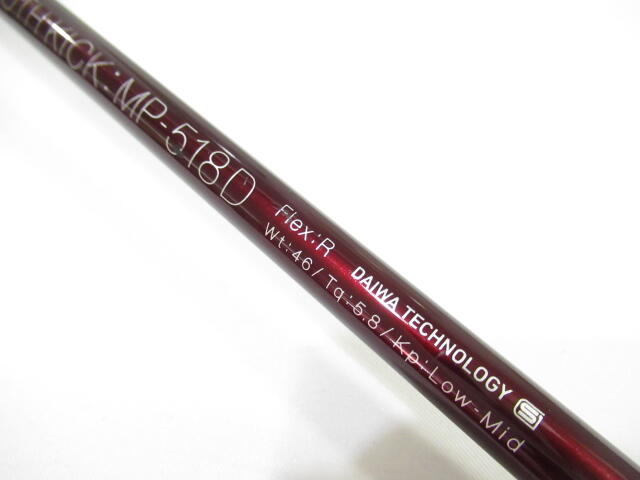 KICK:MP-518D
Flex:R
Wt:46/Tq:5.8/Kp:Low-Mid
DAIWA TECHNOLOGY S